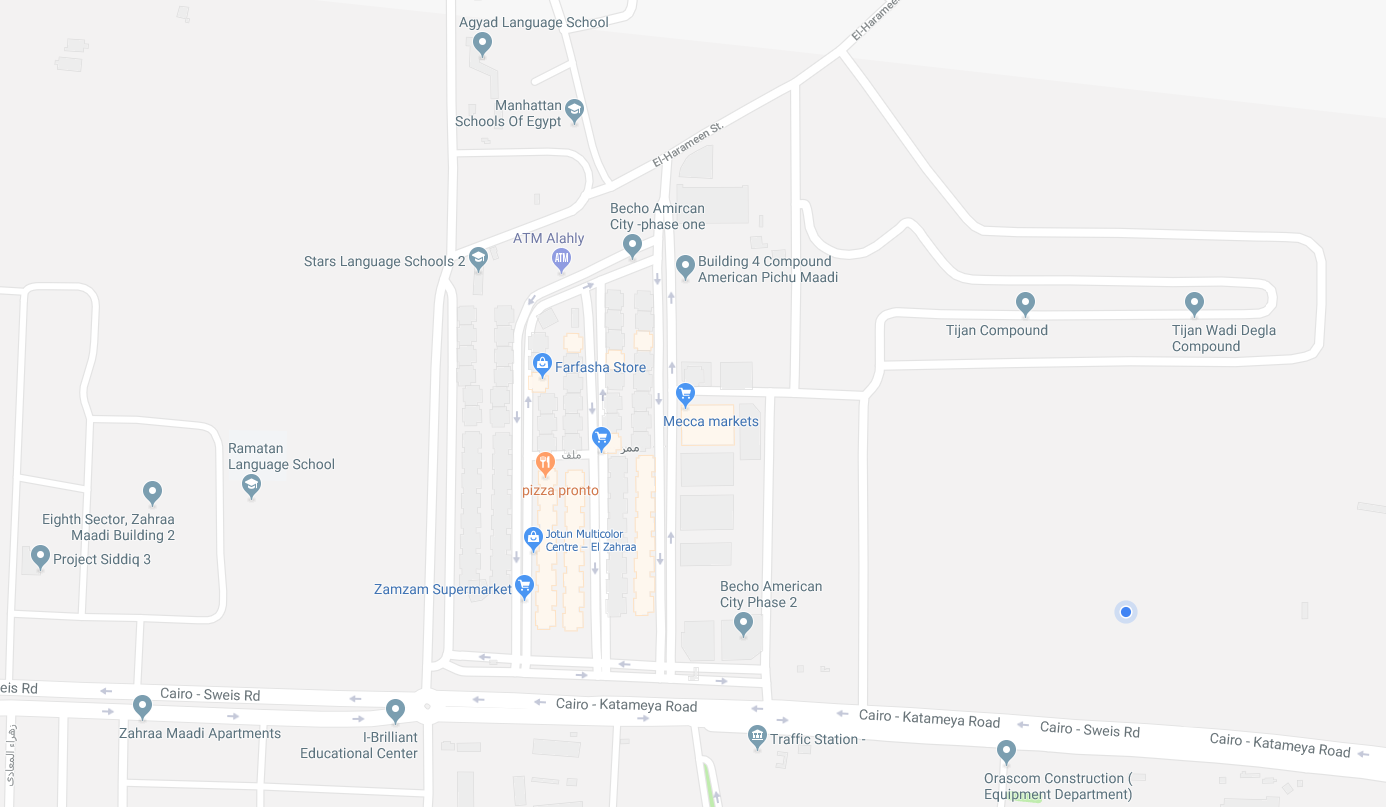 Agyad Language School
El-Harameen
Manhattan
Schools Of Egypt
El-Harameen St.
Becho Amircan
City -phase one
ATM Alahly
ATM
Stars Language Schools 2
Building 4 Compound
American Pichu Maadi
Tijan Compound
Tijan Wadi Degla
Compound
Farfasha Store
Mecca markets
ممر
ملف
Ramatan
Language School
pizza pronto
Eighth Sector, Zahraa
Maadi Building 2
Project Siddiq 3
Jotun Multicolor
Centre – El Zahraa
Zamzam Supermarket
Becho American
City Phase 2
eis Rd
Cairo - Sweis Rd
Cairo - Katameya Road
Cairo - Katameya Road
Cairo - Sweis Rd
Cairo - Katameya Road
Zahraa Maadi Apartments
I-Brilliant
Educational Center
Traffic Station -
زهراء المعادى
Orascom Construction (
Equipment Department)